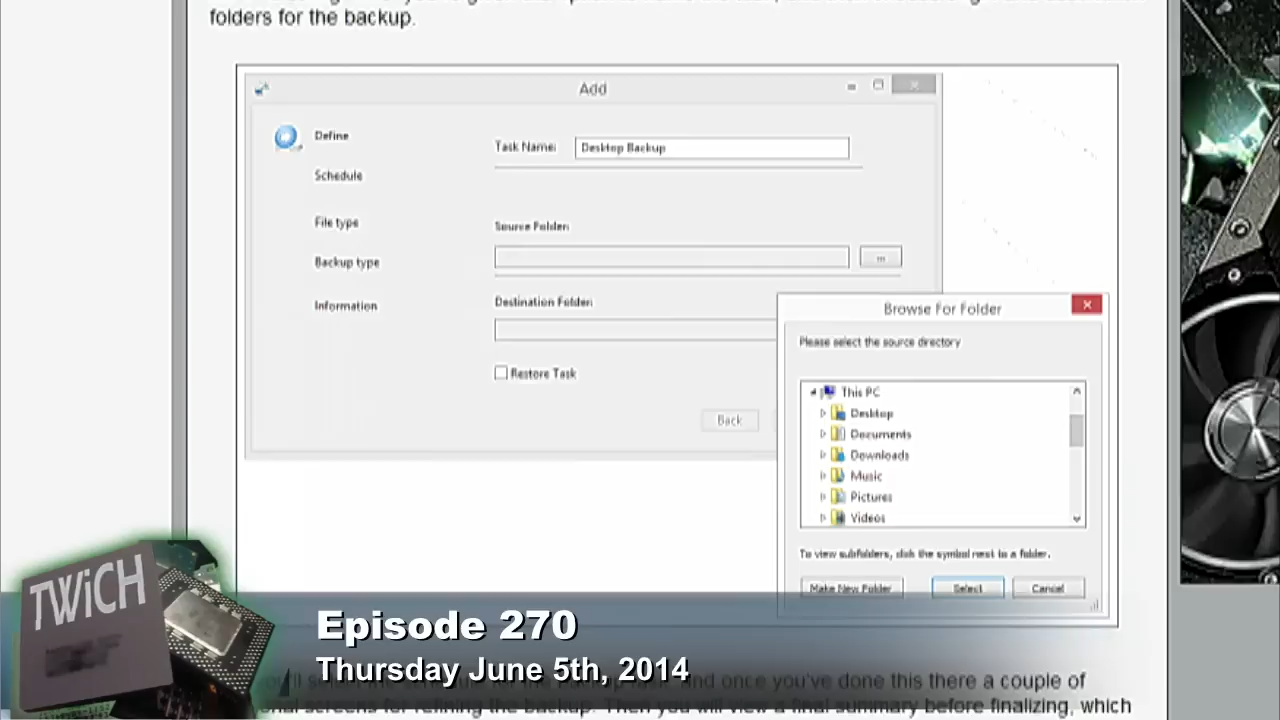 folders for the backup.
Add
Define
Schedule
File type
Backup type
Information
Task Name:
Desktop Backup
Source Folder:
...
Destination Folder:
Restore Task
Back
Browse For Folder
Please select the source directory
This PC
Desktop
Documents
Downloads
Music
Pictures
Videos
To view subfolders, click the symbol next to a folder.
Make New Folder
Select
Cancel
TWiCH
Episode 270
Thursday June 5th, 2014
and once you've done this there a couple of
screens for refining the backup. Then you will view a final summary before finalizing, which